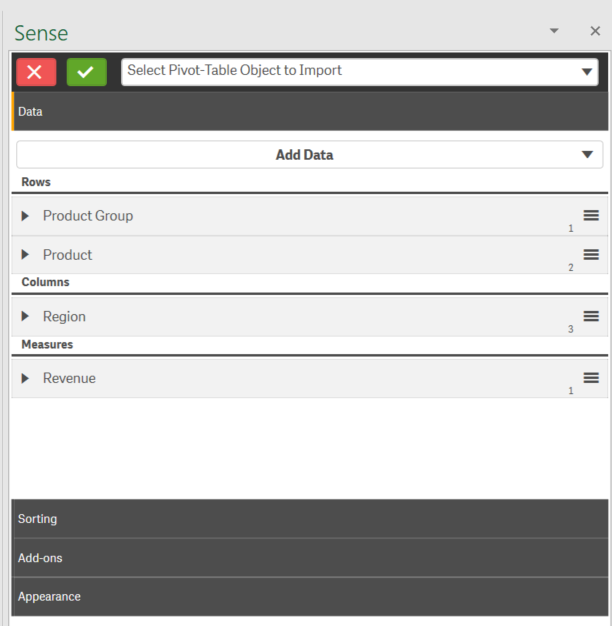 Sense
Select Pivot-Table Object to Import
Data
Add Data
Rows
Product Group
1
Product
2
Columns
Region
3
Measures
Revenue
1
Sorting
Add-ons
Appearance